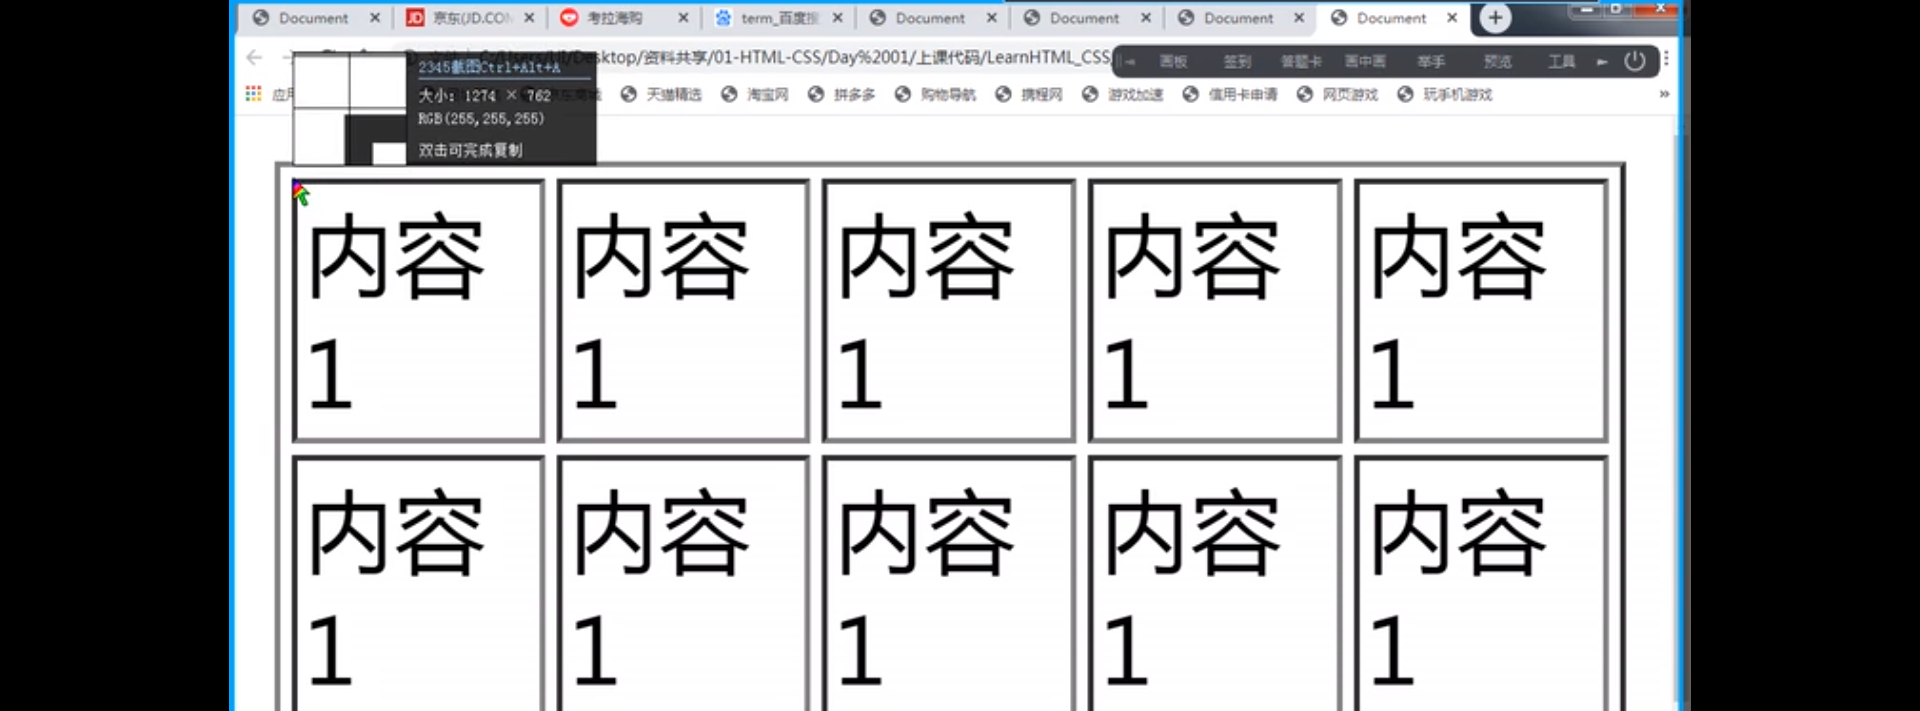 Document
京东(JD.COM
考拉海购
term_百度搜
Document
Document
Document
Document
/Desktop/资料共享/01-HTML-CSS/Day%2001/上课代码/LearnHTML_CSS/
画板 签到 答题卡 画中画 举手 预览 工具
2345截图Ctrl+Alt+A
大小: 1274 × 762
RGB(255,255,255)
双击可完成复制
天猫精选 淘宝网 拼多多 购物导航 携程网 游戏加速 信用卡申请 网页游戏 玩手机游戏 »
内容 内容 内容 内容 内容
1 1 1 1 1
内容 内容 内容 内容 内容
1 1 1 1 1